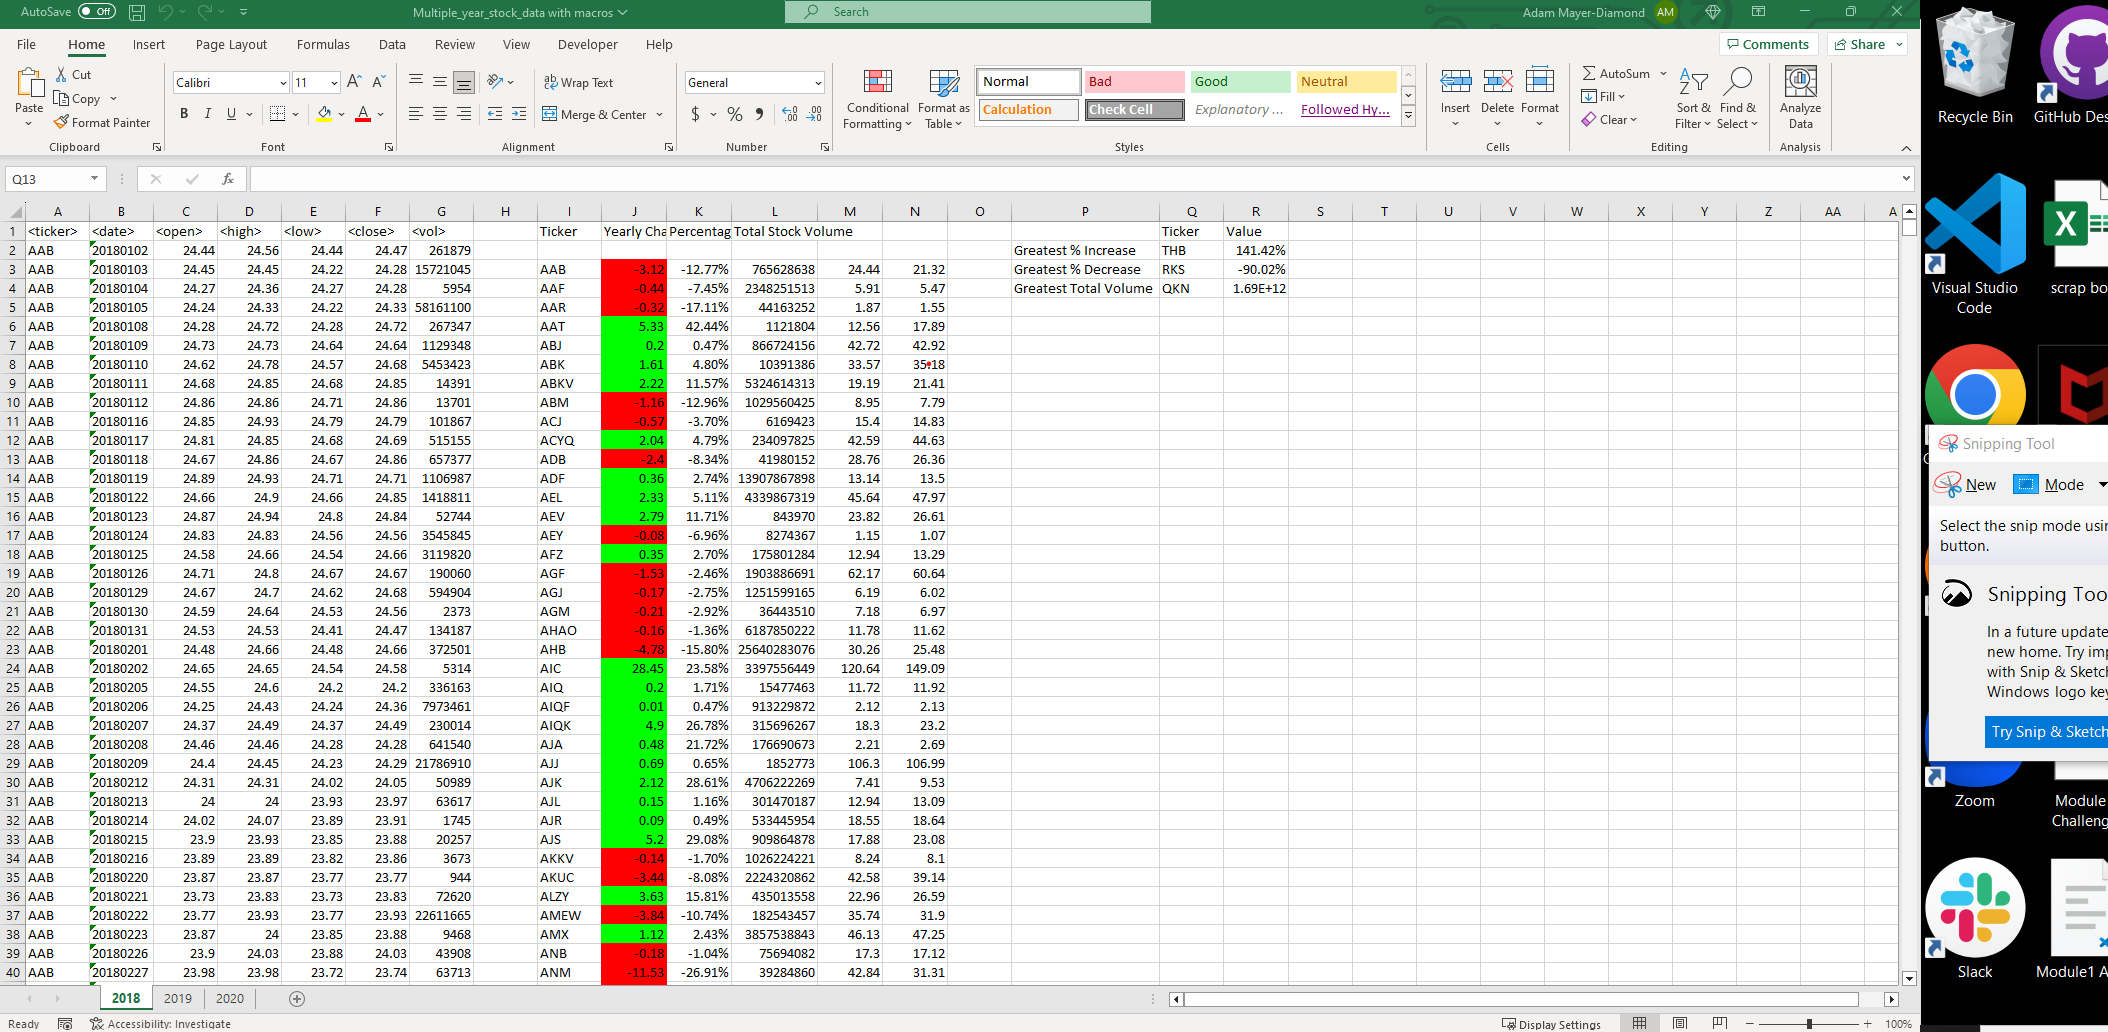 AutoSave Off Multiple_year_stock_data with macros Search Adam Mayer-Diamond AM
File Home Insert Page Layout Formulas Data Review View Developer Help Comments Share
Paste Cut Copy Format Painter Clipboard
Calibri 11 B I U A Font
Wrap Text Merge & Center Alignment
General $ % Number
Conditional Formatting Format as Table
Normal Bad Good Neutral
Calculation Check Cell Explanatory ... Followed Hy...
Styles
Insert Delete Format Cells
AutoSum Fill Clear Sort & Filter Find & Select Editing
Analyze Data Analysis
Q13 fx
A B C D E F G H I J K L M N O P Q R S T U V W X Y Z AA A
1 <ticker> <date> <open> <high> <low> <close> <vol> Ticker Yearly Cha Percentag Total Stock Volume Ticker Value
2 AAB 20180102 24.44 24.56 24.44 24.47 261879 Greatest % Increase THB 141.42%
3 AAB 20180103 24.45 24.45 24.22 24.28 15721045 AAB -3.12 -12.77% 765628638 24.44 21.32 Greatest % Decrease RKS -90.02%
4 AAB 20180104 24.27 24.36 24.27 24.28 5954 AAF -0.44 -7.45% 2348251513 5.91 5.47 Greatest Total Volume QKN 1.69E+12
5 AAB 20180105 24.24 24.33 24.22 24.33 58161100 AAR -0.32 -17.11% 44163252 1.87 1.55
6 AAB 20180108 24.28 24.72 24.28 24.72 267347 AAT 5.33 42.44% 1121804 12.56 17.89
7 AAB 20180109 24.73 24.73 24.64 24.64 1129348 ABJ 0.2 0.47% 866724156 42.72 42.92
8 AAB 20180110 24.62 24.78 24.57 24.68 5453423 ABK 1.61 4.80% 10391386 33.57 35.18
9 AAB 20180111 24.68 24.85 24.68 24.85 14391 ABKV 2.22 11.57% 5324614313 19.19 21.41
10 AAB 20180112 24.86 24.86 24.71 24.86 13701 ABM -1.16 -12.96% 1029560425 8.95 7.79
11 AAB 20180116 24.85 24.93 24.79 24.79 101867 ACJ -0.57 -3.70% 6169423 15.4 14.83
12 AAB 20180117 24.81 24.85 24.68 24.69 515155 ACYQ 2.04 4.79% 234097825 42.59 44.63
13 AAB 20180118 24.67 24.86 24.67 24.86 657377 ADB -2.4 -8.34% 41980152 28.76 26.36
14 AAB 20180119 24.89 24.93 24.71 24.71 1106987 ADF 0.36 2.74% 13907867898 13.14 13.5
15 AAB 20180122 24.66 24.9 24.66 24.85 1418811 AEL 2.33 5.11% 4339867319 45.64 47.97
16 AAB 20180123 24.87 24.94 24.8 24.84 52744 AEV 2.79 11.71% 843970 23.82 26.61
17 AAB 20180124 24.83 24.83 24.56 24.56 3545845 AEY -0.08 -6.96% 8274367 1.15 1.07
18 AAB 20180125 24.58 24.66 24.54 24.66 3119820 AFZ 0.35 2.70% 175801284 12.94 13.29
19 AAB 20180126 24.71 24.8 24.67 24.67 190060 AGF -1.53 -2.46% 1903886691 62.17 60.64
20 AAB 20180129 24.67 24.7 24.62 24.68 594904 AGJ -0.17 -2.75% 1251599165 6.19 6.02
21 AAB 20180130 24.59 24.64 24.53 24.56 2373 AGM -0.21 -2.92% 36443510 7.18 6.97
22 AAB 20180131 24.53 24.53 24.41 24.47 134187 AHAO -0.16 -1.36% 6187850222 11.78 11.62
23 AAB 20180201 24.48 24.66 24.48 24.66 372501 AHB -4.78 -15.80% 25640283076 30.26 25.48
24 AAB 20180202 24.65 24.65 24.54 24.58 5314 AIC 28.45 23.58% 3397556449 120.64 149.09
25 AAB 20180205 24.55 24.6 24.2 24.2 336163 AIQ 0.2 1.71% 15477463 11.72 11.92
26 AAB 20180206 24.25 24.43 24.24 24.36 7973461 AIQF 0.01 0.47% 913229872 2.12 2.13
27 AAB 20180207 24.37 24.49 24.37 24.49 230014 AIQK 4.9 26.78% 315696267 18.3 23.2
28 AAB 20180208 24.46 24.46 24.28 24.28 641540 AJA 0.48 21.72% 176690673 2.21 2.69
29 AAB 20180209 24.4 24.45 24.23 24.29 21786910 AJJ 0.69 0.65% 1852773 106.3 106.99
30 AAB 20180212 24.31 24.31 24.02 24.05 50989 AJK 2.12 28.61% 4706222269 7.41 9.53
31 AAB 20180213 24 24 23.93 23.97 63617 AJL 0.15 1.16% 301470187 12.94 13.09
32 AAB 20180214 24.02 24.07 23.89 23.91 1745 AJR 0.09 0.49% 533445954 18.55 18.64
33 AAB 20180215 23.9 23.93 23.85 23.88 20257 AJS 5.2 29.08% 909864878 17.88 23.08
34 AAB 20180216 23.89 23.89 23.82 23.86 3673 AKKV -0.14 -1.70% 1026224221 8.24 8.1
35 AAB 20180220 23.87 23.87 23.77 23.77 944 AKUC -3.44 -8.08% 2224320862 42.58 39.14
36 AAB 20180221 23.73 23.83 23.73 23.83 72620 ALZY 3.63 15.81% 435013558 22.96 26.59
37 AAB 20180222 23.77 23.93 23.77 23.93 22611665 AMEW -3.84 -10.74% 182543457 35.74 31.9
38 AAB 20180223 23.87 24 23.85 23.88 9468 AMX 1.12 2.43% 3857538843 46.13 47.25
39 AAB 20180226 23.9 24.03 23.88 24.03 43908 ANB -0.18 -1.04% 75694082 17.3 17.12
40 AAB 20180227 23.98 23.98 23.72 23.74 63713 ANM -11.53 -26.91% 39284860 42.84 31.31
2018 2019 2020
Ready Accessibility: Investigate Display Settings 100%
Recycle Bin GitHub Des
Visual Studio Code scrap bo
Snipping Tool
New Mode
Select the snip mode usin
button.
Snipping Too
In a future update
new home. Try imp
with Snip & Sketch
Windows logo key
Try Snip & Sketch
Zoom Module
Challeng
Slack Module1 A